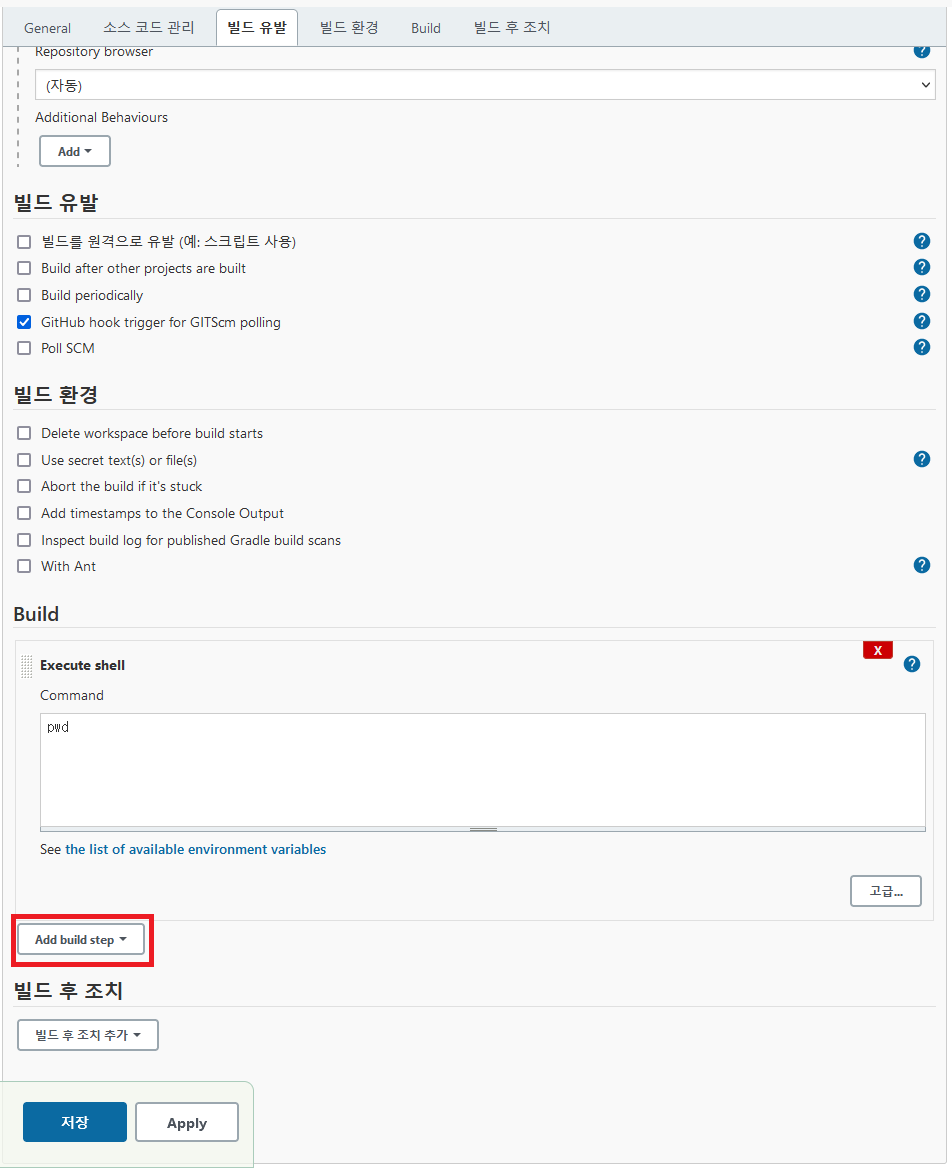 General 소스 코드 관리 빌드 유발 빌드 환경 Build 빌드 후 조치
Repository browser
(자동)
Additional Behaviours
Add
빌드 유발
빌드를 원격으로 유발 (예: 스크립트 사용)
Build after other projects are built
Build periodically
GitHub hook trigger for GITScm polling
Poll SCM
빌드 환경
Delete workspace before build starts
Use secret text(s) or file(s)
Abort the build if it's stuck
Add timestamps to the Console Output
Inspect build log for published Gradle build scans
With Ant
Build
X
Execute shell
Command
pwd
See the list of available environment variables
고급...
Add build step
빌드 후 조치
빌드 후 조치 추가
저장 Apply